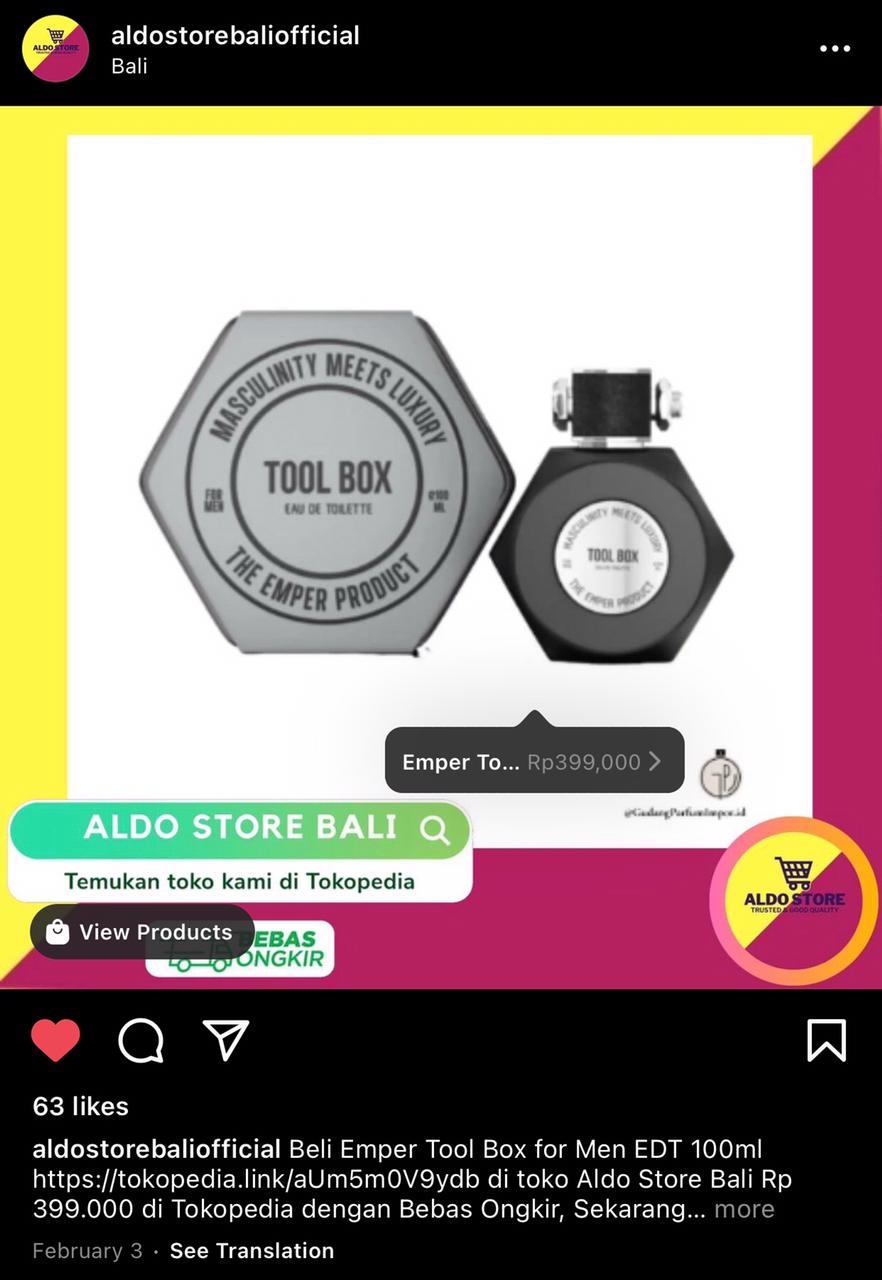 ALDO STORE
aldostorebaliofficial
Bali
MASCULINITY MEETS LUXURY
FOR
MEN
TOOL BOX
EAU DE TOILETTE
100
ML
THE EMPER PRODUCT
MASCULINITY MEETS LUXURY
TOOL BOX
THE EMPER PRODUCT
Emper To... Rp399,000
@GudangParfumImpor.id
ALDO STORE BALI
Temukan toko kami di Tokopedia
View Products
BEBAS
ONGKIR
ALDO STORE
TRUSTED & GOOD QUALITY
63 likes
aldostorebaliofficial Beli Emper Tool Box for Men EDT 100ml
https://tokopedia.link/aUm5m0V9ydb di toko Aldo Store Bali Rp
399.000 di Tokopedia dengan Bebas Ongkir, Sekarang... more
February 3 · See Translation